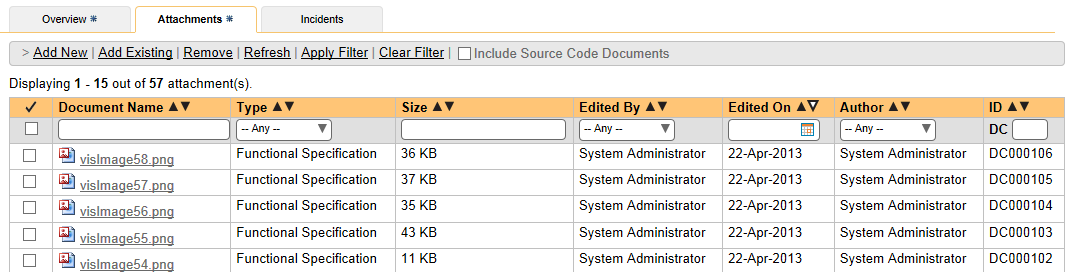 Overview * Attachments * Incidents
> Add New | Add Existing | Remove | Refresh | Apply Filter | Clear Filter | Include Source Code Documents
Displaying 1 - 15 out of 57 attachment(s).
✓ Document Name ▲▼ Type ▲▼ Size ▲▼ Edited By ▲▼ Edited On ▲▼ Author ▲▼ ID ▲▼
-- Any -- -- Any -- -- Any -- DC
visImage58.png Functional Specification 36 KB System Administrator 22-Apr-2013 System Administrator DC000106
visImage57.png Functional Specification 37 KB System Administrator 22-Apr-2013 System Administrator DC000105
visImage56.png Functional Specification 35 KB System Administrator 22-Apr-2013 System Administrator DC000104
visImage55.png Functional Specification 43 KB System Administrator 22-Apr-2013 System Administrator DC000103
visImage54.png Functional Specification 11 KB System Administrator 22-Apr-2013 System Administrator DC000102